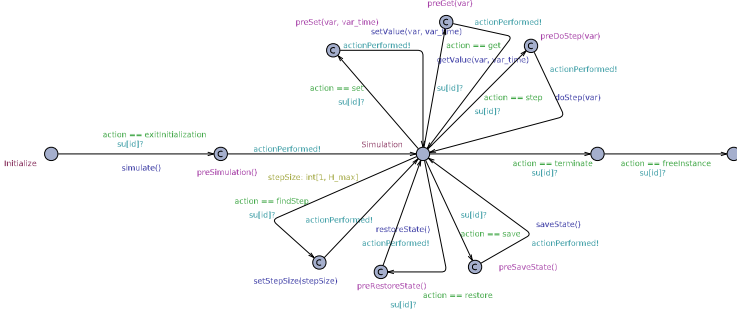 preGet(var)
preSet(var, var_time)
actionPerformed!
setValue(var, var_time)
C
preDoStep(var)
C
actionPerformed!
action == get
C
getValue(var, var_time)
actionPerformed!
action == set
su[id]?
action == step
doStep(var)
su[id]?
su[id]?
action == exitInitialization
su[id]?
Simulation
actionPerformed!
C
Initialize
simulate()
preSimulation()
action == terminate
action == freeInstance
su[id]?
su[id]?
stepSize: int[1, H_max]
action == findStep
su[id]?
actionPerformed!
su[id]?
saveState()
restoreState()
action == save
actionPerformed!
actionPerformed!
C
C
C
preSaveState()
setStepSize(stepSize)
preRestoreState()
action == restore
su[id]?